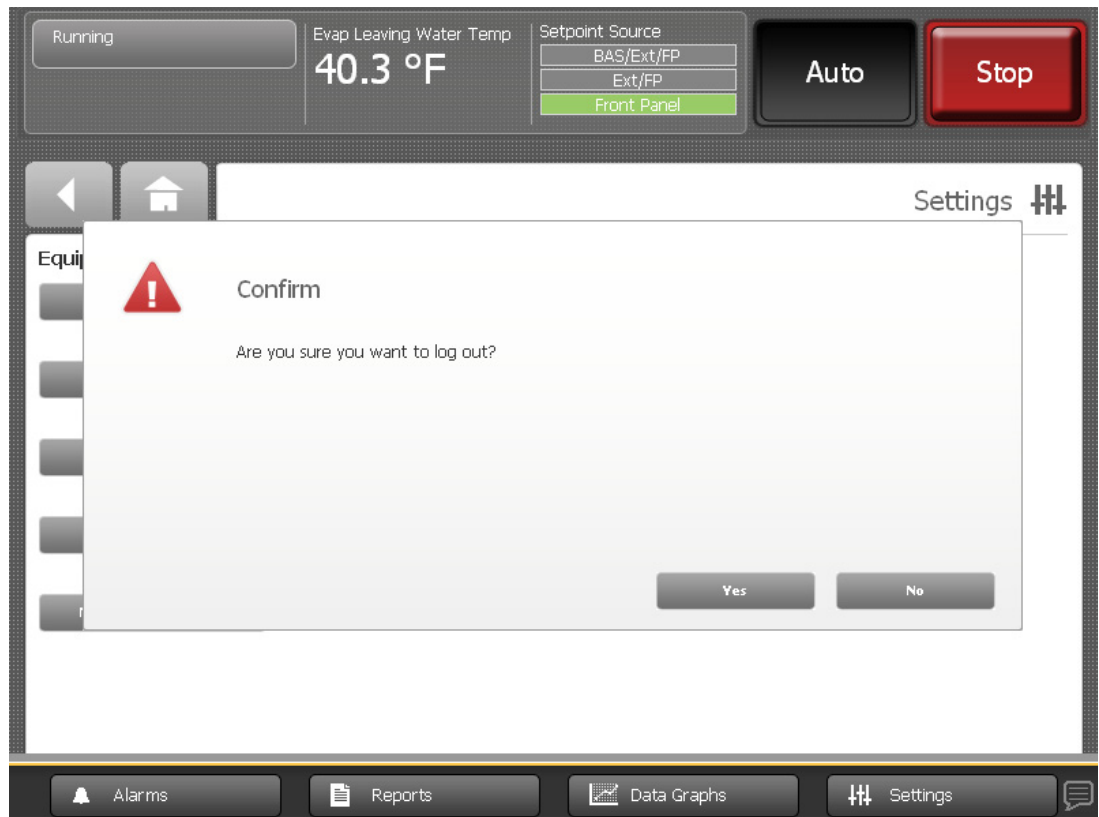 Running
Evap Leaving Water Temp
40.3 °F
Setpoint Source
BAS/Ext/FP
Ext/FP
Front Panel
Auto
Stop
Settings
Confirm
Are you sure you want to log out?
Yes
No
Alarms
Reports
Data Graphs
Settings